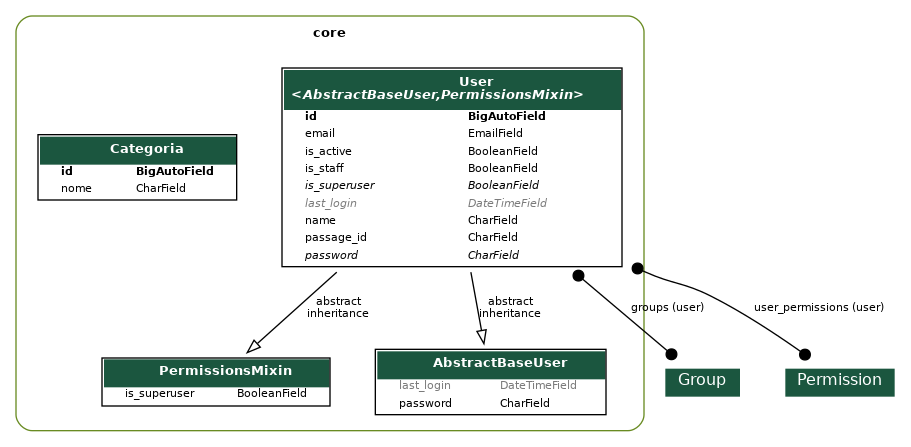 core
User
<AbstractBaseUser,PermissionsMixin>
id BigAutoField
email EmailField
is_active BooleanField
is_staff BooleanField
is_superuser BooleanField
last_login DateTimeField
name CharField
passage_id CharField
password CharField
Categoria
id BigAutoField
nome CharField
abstract
inheritance
abstract
inheritance
groups (user)
user_permissions (user)
PermissionsMixin
is_superuser BooleanField
AbstractBaseUser
last_login DateTimeField
password CharField
Group
Permission